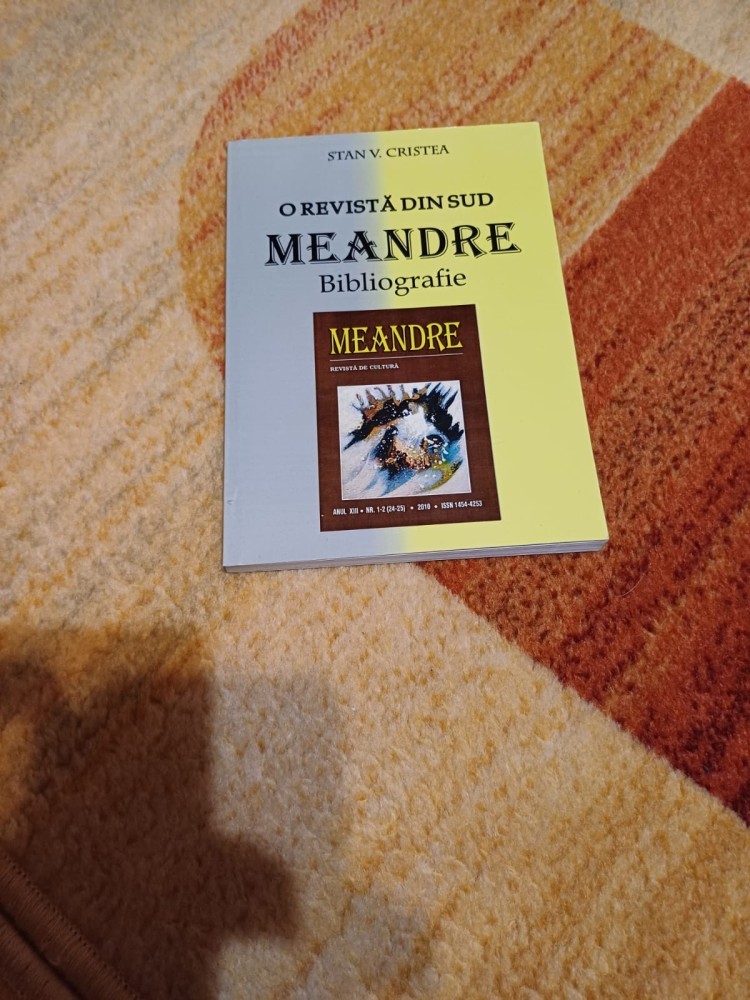 STAN V. CRISTEA
O REVISTĂ DIN SUD
MEANDRE
Bibliografie
MEANDRE
REVISTĂ DE CULTURĂ
ANUL XIII • NR. 1-2 (24-25) • 2010 • ISSN 1454-4253